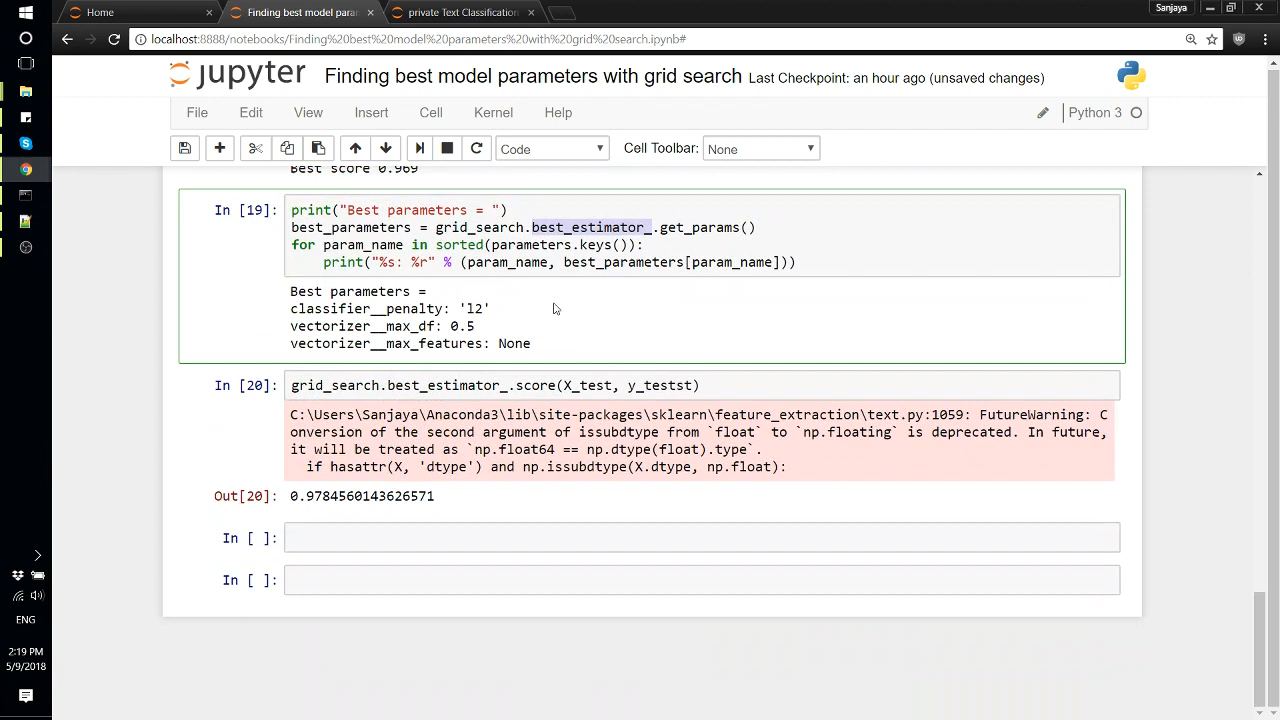 Home
Finding best model para
private Text Classification
Sanjaya
localhost:8888/notebooks/Finding%20best%20model%20parameters%20with%20grid%20search.ipynb#
jupyter Finding best model parameters with grid search Last Checkpoint: an hour ago (unsaved changes)
File Edit View Insert Cell Kernel Help Python 3
Code Cell Toolbar: None
Best score 0.969
In [19]: print("Best parameters = ")
best_parameters = grid_search.best_estimator_.get_params()
for param_name in sorted(parameters.keys()):
print("%s: %r" % (param_name, best_parameters[param_name]))
Best parameters =
classifier__penalty: 'l2'
vectorizer__max_df: 0.5
vectorizer__max_features: None
In [20]: grid_search.best_estimator_.score(X_test, y_testst)
C:\Users\Sanjaya\Anaconda3\lib\site-packages\sklearn\feature_extraction\text.py:1059: FutureWarning: C
onversion of the second argument of issubdtype from `float` to `np.floating` is deprecated. In future,
it will be treated as `np.float64 == np.dtype(float).type`.
if hasattr(X, 'dtype') and np.issubdtype(X.dtype, np.float):
Out[20]: 0.9784560143626571
In [ ]:
In [ ]:
ENG
2:19 PM
5/9/2018